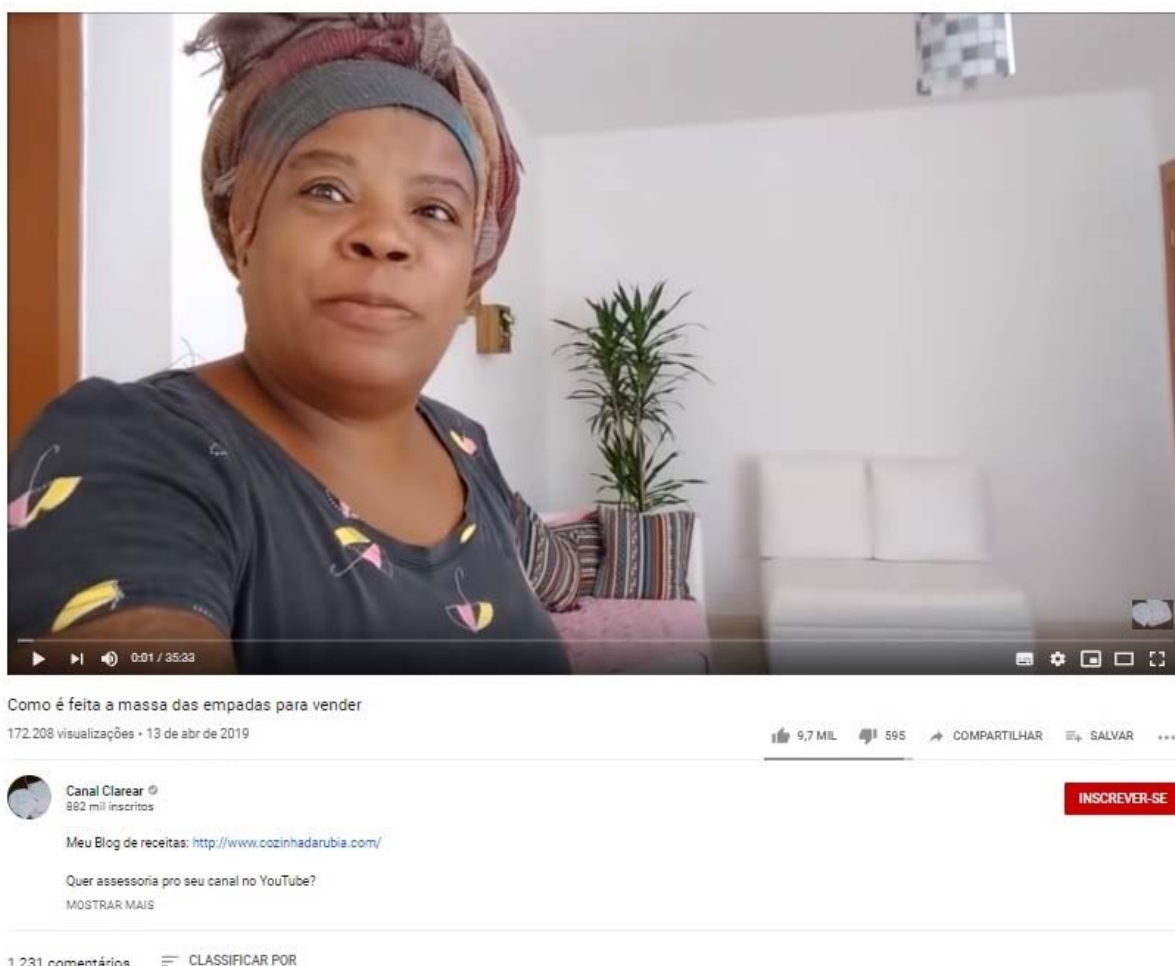 0:01 / 35:33
Como é feita a massa das empadas para vender
172.208 visualizações • 13 de abr de 2019
9,7 MIL 595 COMPARTILHAR SALVAR
Canal Clarear
882 mil inscritos
INSCREVER-SE
Meu Blog de receitas: http://www.cozinhadarubia.com/
Quer assessoria pro seu canal no YouTube?
MOSTRAR MAIS
1.231 comentários CLASSIFICAR POR